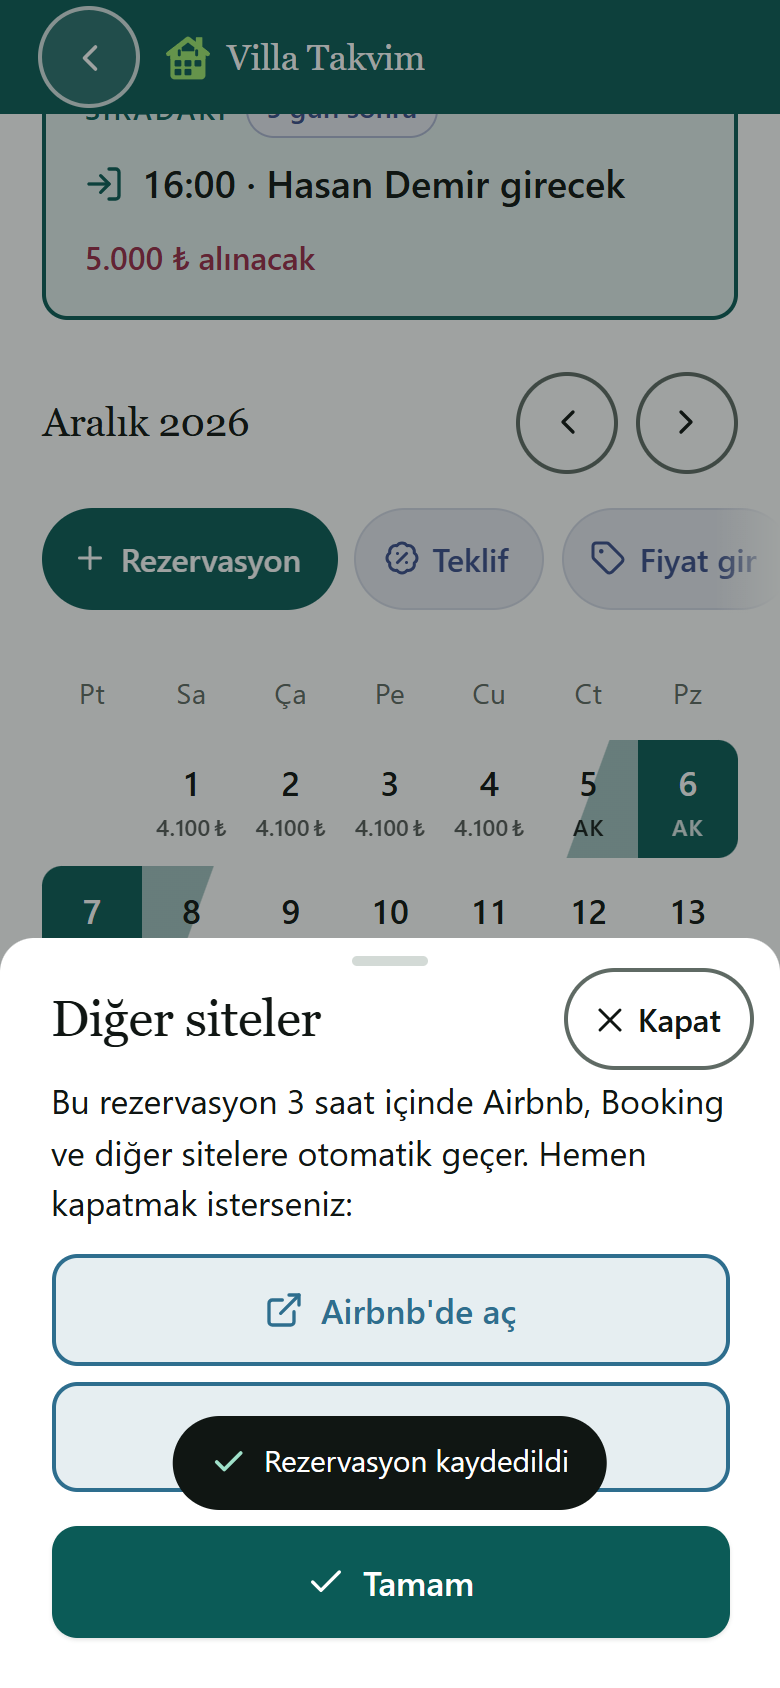 Villa Takvim
16:00 · Hasan Demir girecek
5.000 ₺ alınacak
Aralık 2026
Rezervasyon
Teklif
Fiyat gir
Pt Sa Ça Pe Cu Ct Pz
1 2 3 4 5 6
4.100 ₺ 4.100 ₺ 4.100 ₺ 4.100 ₺ AK AK
7 8 9 10 11 12 13
Diğer siteler
Kapat
Bu rezervasyon 3 saat içinde Airbnb, Booking
ve diğer sitelere otomatik geçer. Hemen
kapatmak isterseniz:
Airbnb'de aç
Rezervasyon kaydedildi
Tamam